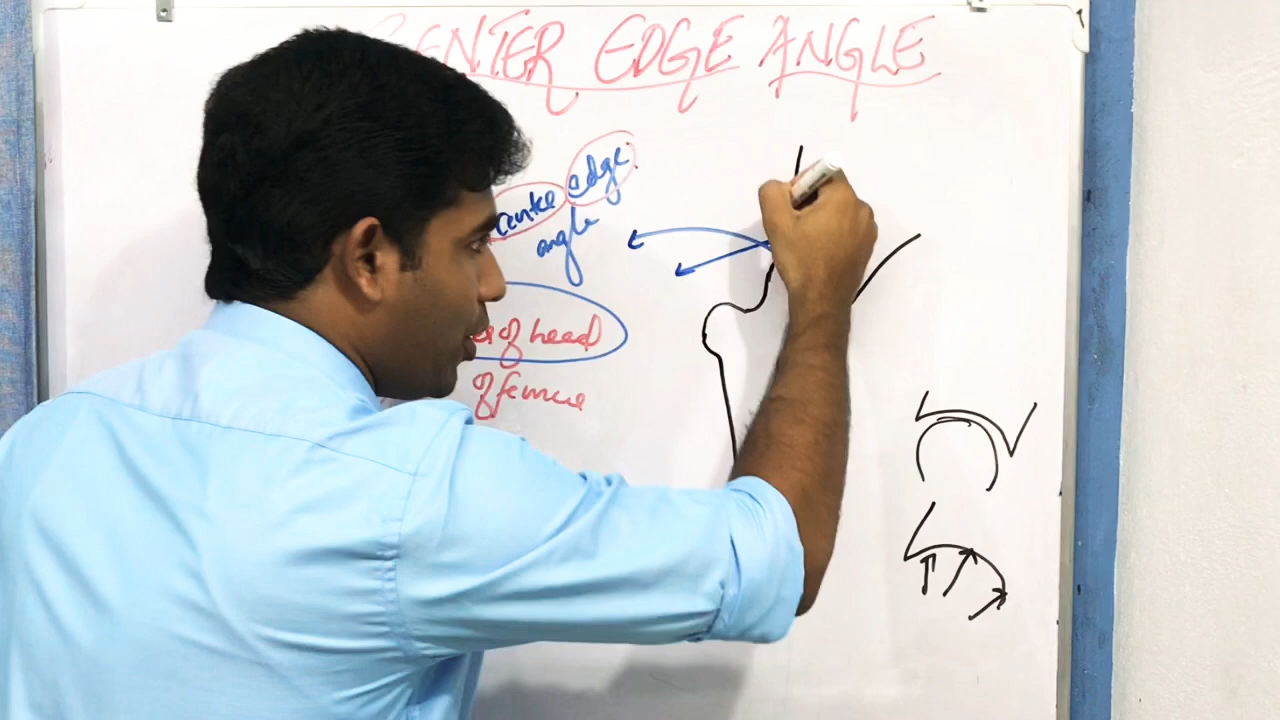 CENTER EDGE ANGLE
centre edge
angle
of head
of femur